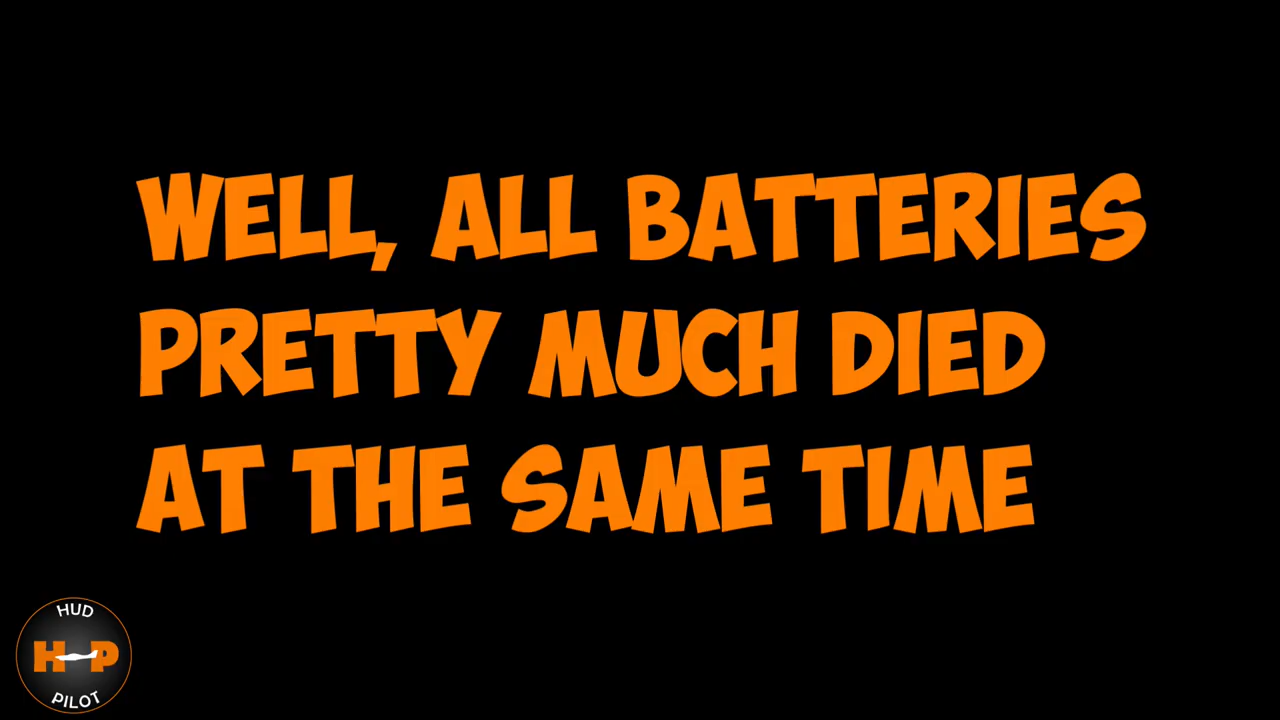 WELL, ALL BATTERIES
PRETTY MUCH DIED
AT THE SAME TIME
HUD
H P
PILOT